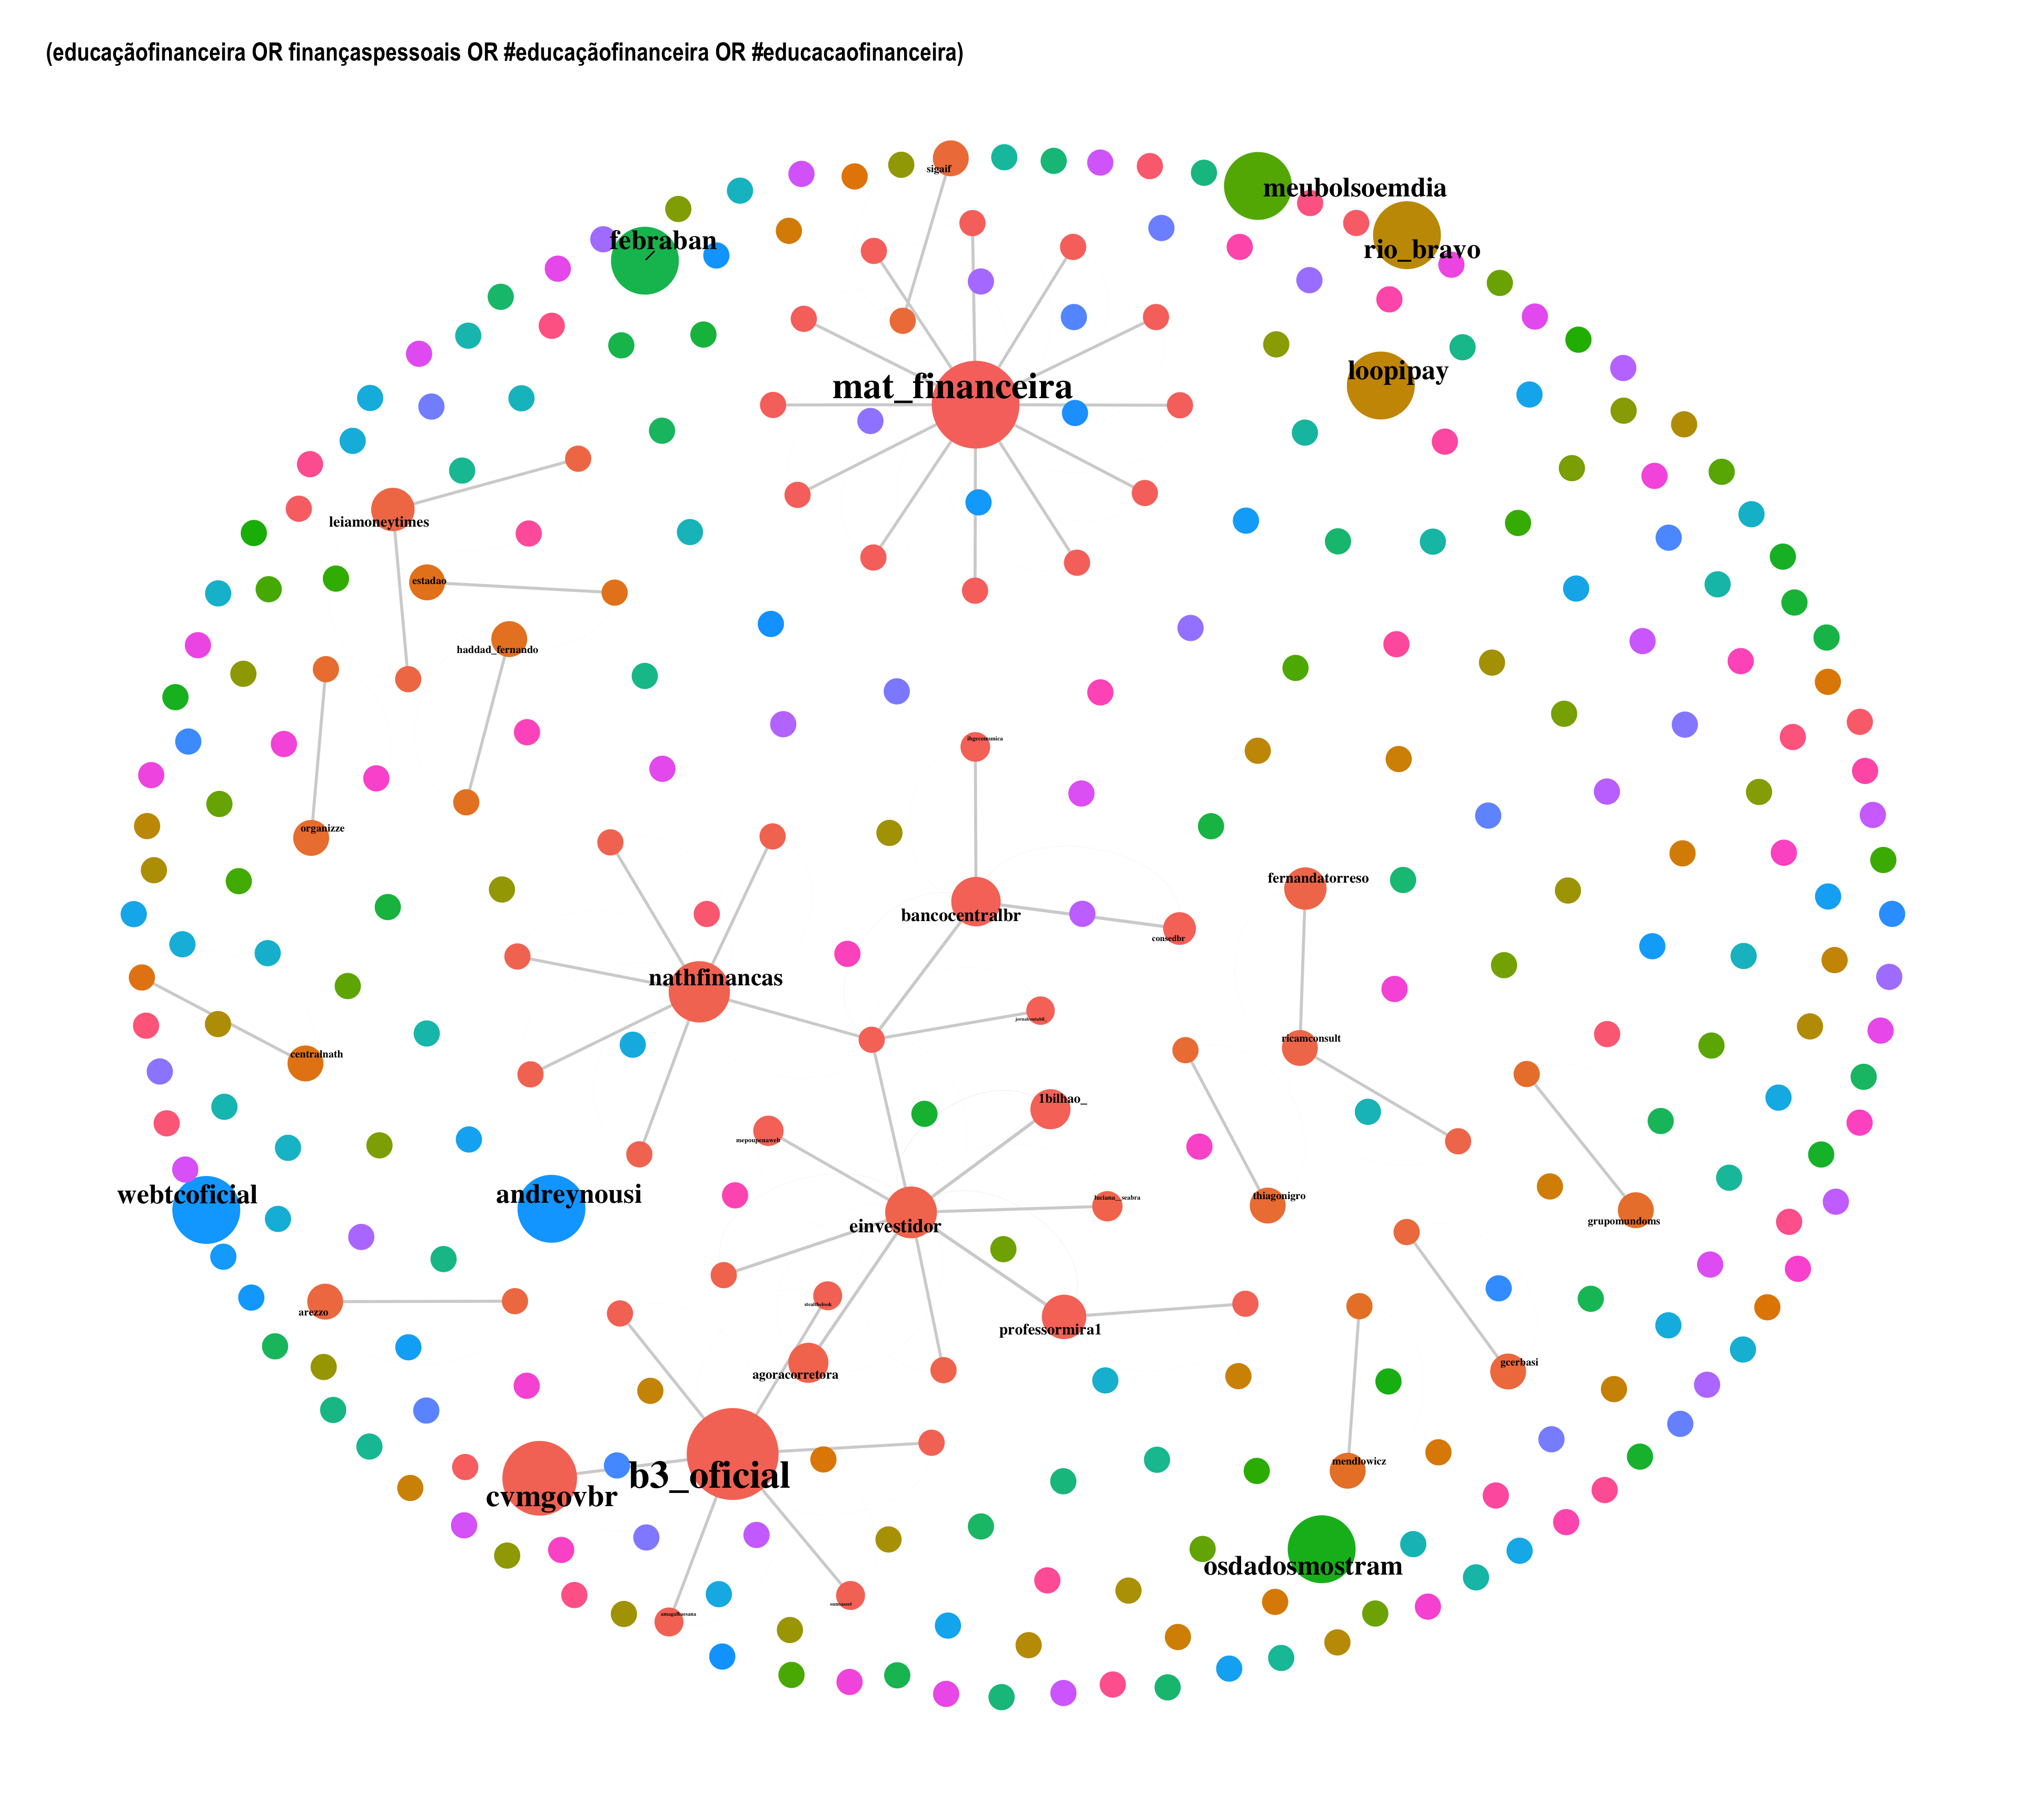 (educaçãofinanceira OR finançaspessoais OR #educaçãofinanceira OR #educacaofinanceira)
sigaif
meubolsoemdia
febraban
rio_bravo
loopipay
mat_financeira
leiamoneytimes
estadao
haddad_fernando
ibgecomunica
organizze
fernandatorreso
bancocentralbr
consedbr
nathfinancas
jornalcontabil_
ricamconsult
centralnath
1bilhao_
mepoupenaweb
webtcoficial
andreynousi
luciana_seabra
thiagonigro
einvestidor
grupomundoms
stealthelook
arezzo
professormira1
gcerbasi
agoracorretora
mendlowicz
b3_oficial
cvmgovbr
osdadosmostram